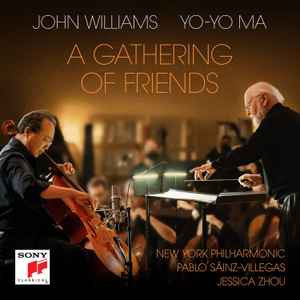 JOHN WILLIAMS YO-YO MA
A GATHERING
OF FRIENDS
NEW YORK PHILHARMONIC
PABLO SÁINZ-VILLEGAS
JESSICA ZHOU
SONY
CLASSICAL